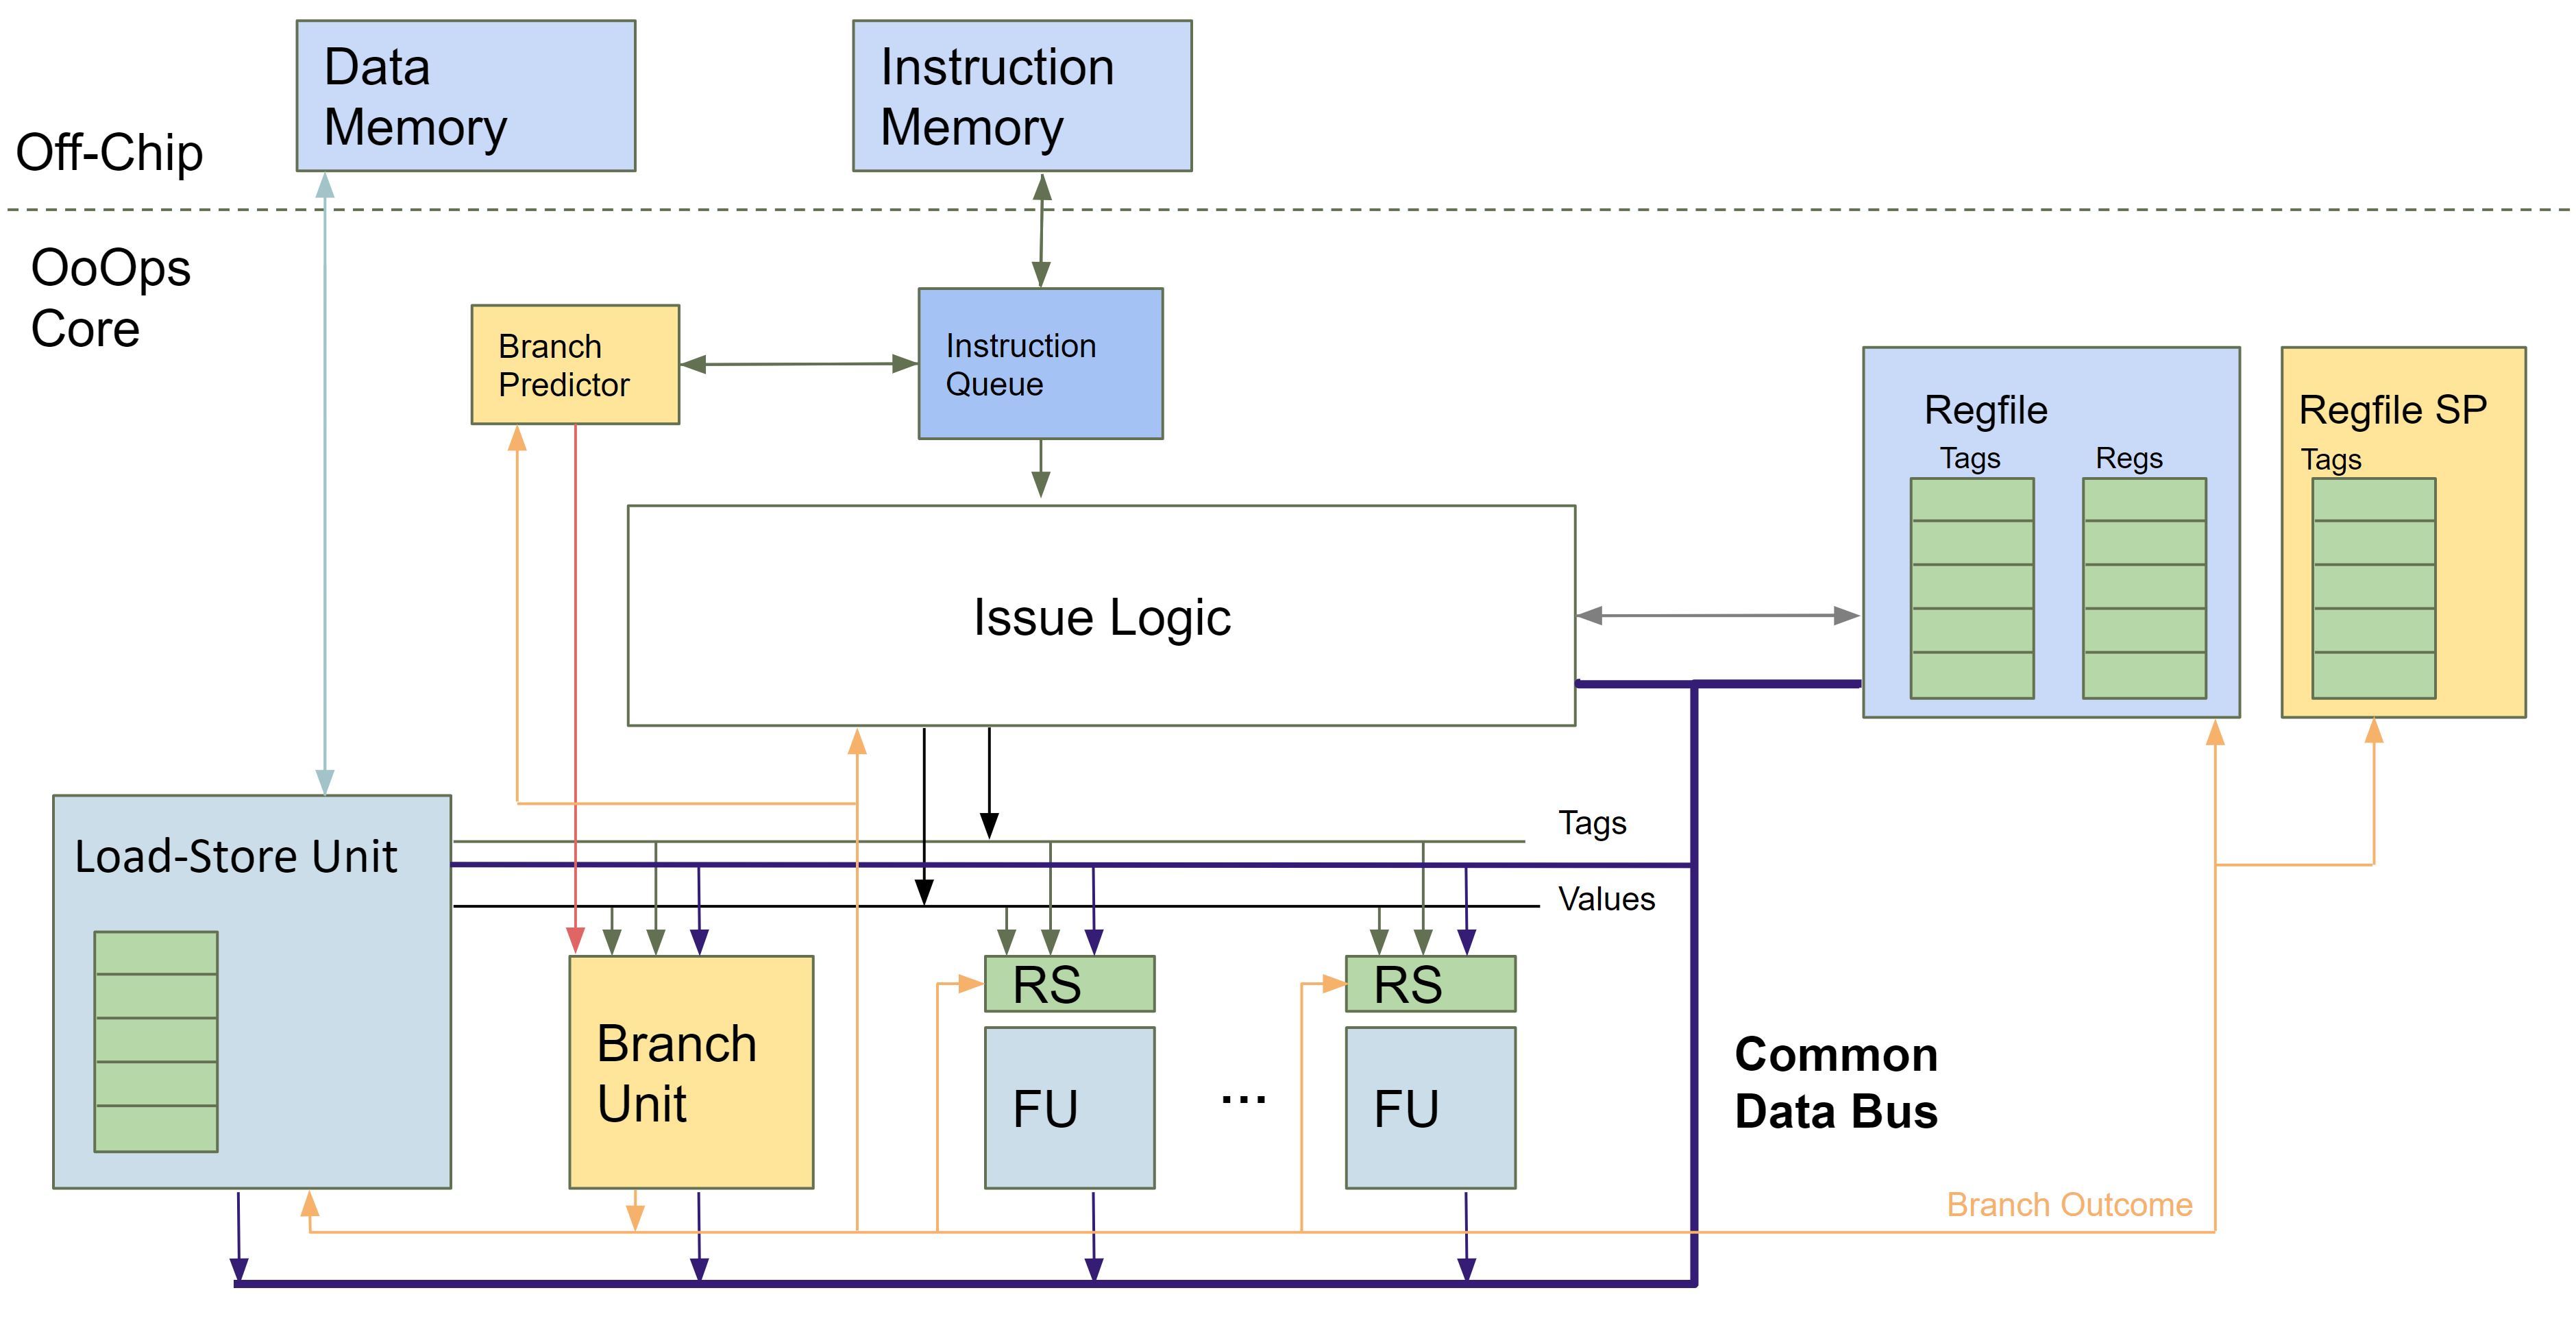 Data
Memory
Instruction
Memory
Off-Chip
OoOps
Core
Branch
Predictor
Instruction
Queue
Regfile
Tags
Regs
Regfile SP
Tags
Issue Logic
Tags
Load-Store Unit
Values
RS
RS
Branch
Unit
FU
...
FU
Common
Data Bus
Branch Outcome